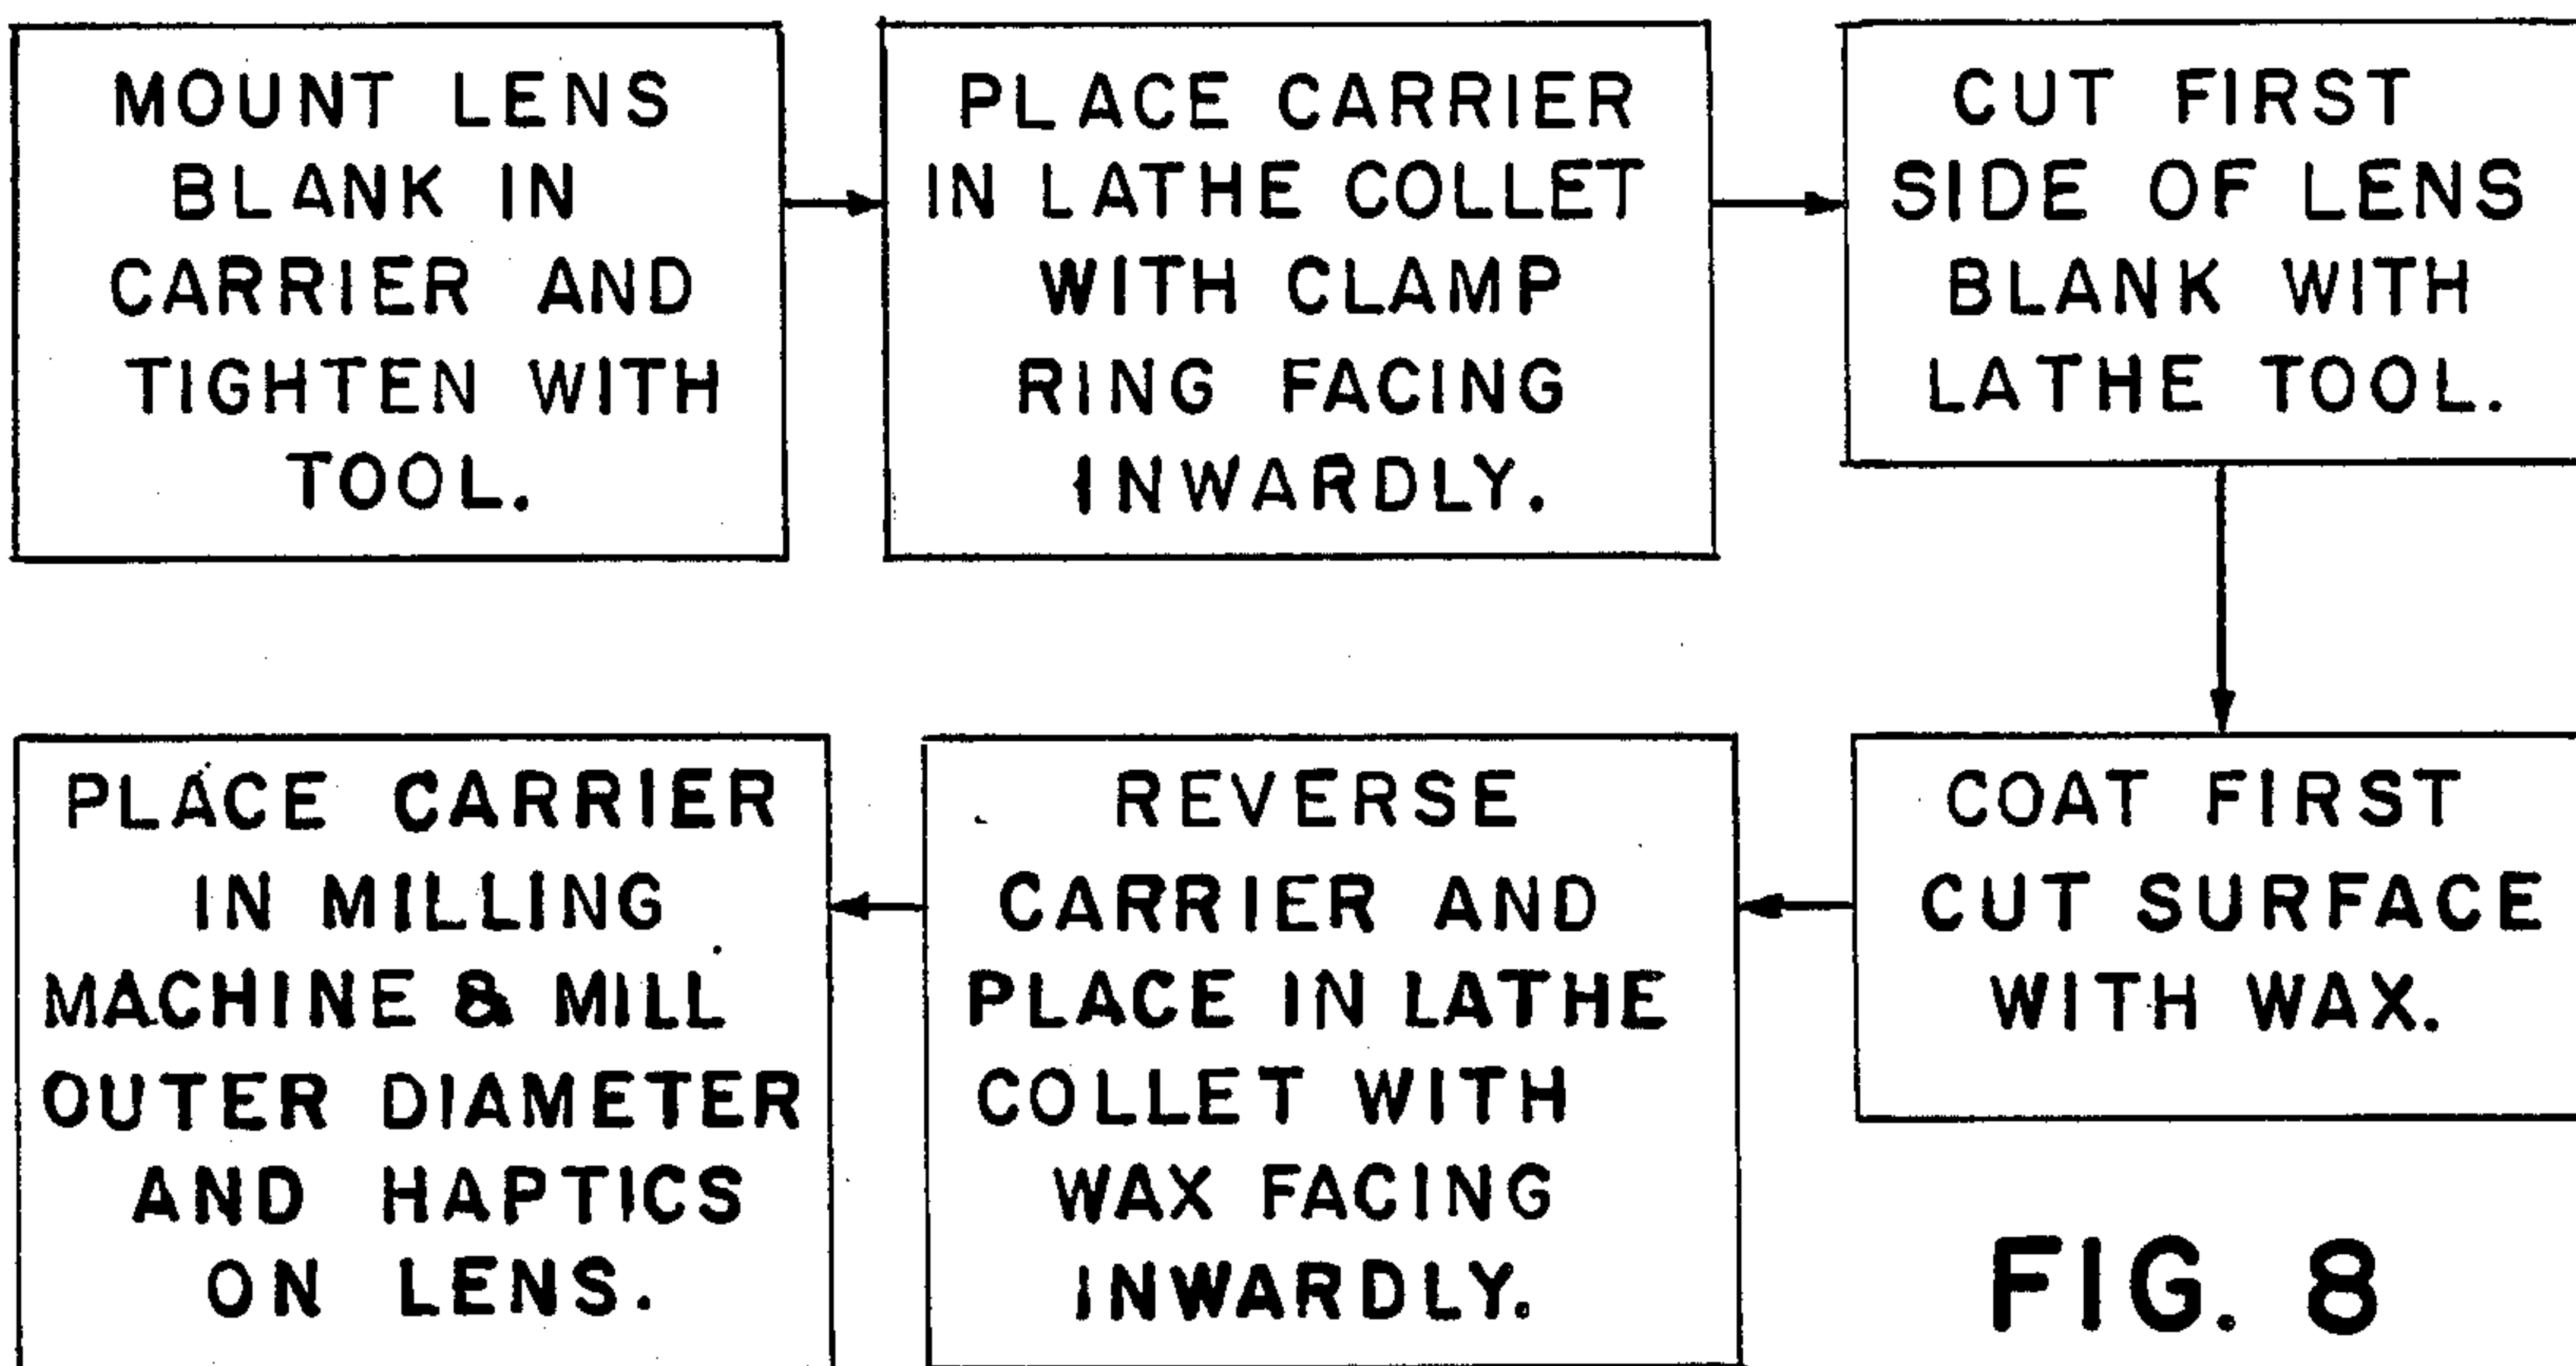 MOUNT LENS
BLANK IN
CARRIER AND
TIGHTEN WITH
TOOL.
PLACE CARRIER
IN LATHE COLLET
WITH CLAMP
RING FACING
INWARDLY.
CUT FIRST
SIDE OF LENS
BLANK WITH
LATHE TOOL.
COAT FIRST
CUT SURFACE
WITH WAX.
REVERSE
CARRIER AND
PLACE IN LATHE
COLLET WITH
WAX FACING
INWARDLY.
PLACE CARRIER
IN MILLING
MACHINE & MILL
OUTER DIAMETER
AND HAPTICS
ON LENS.
FIG. 8